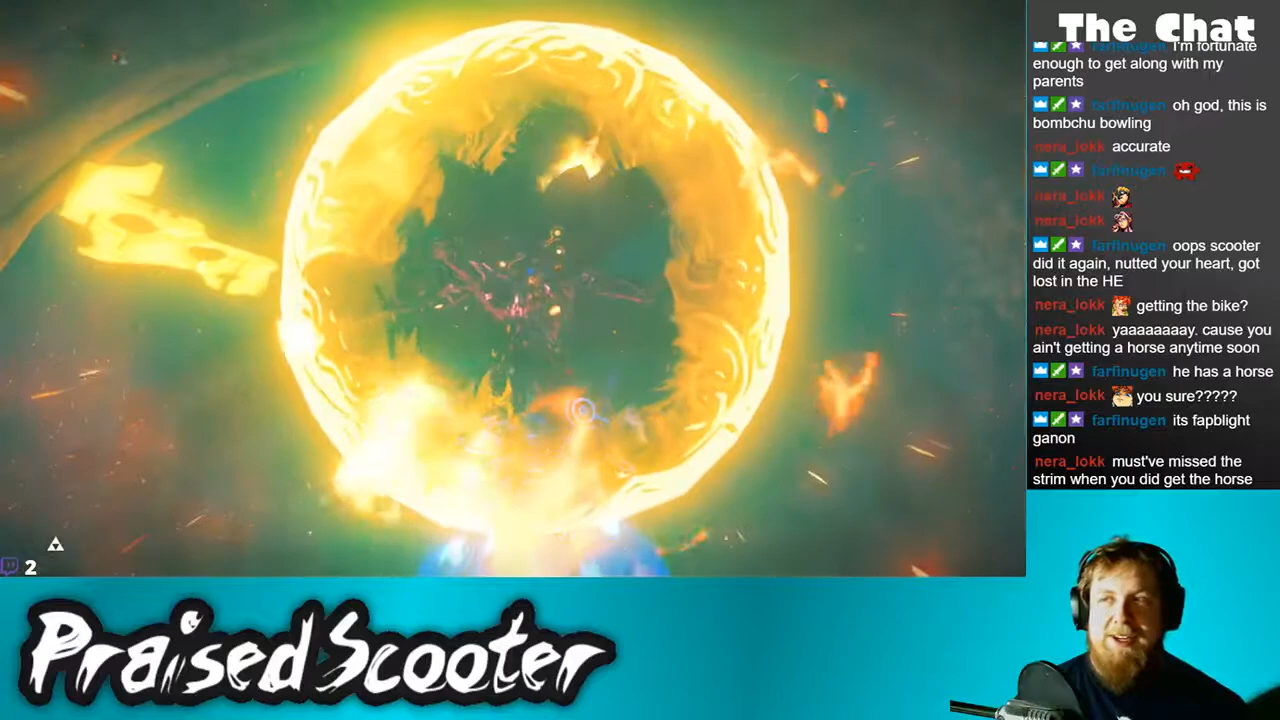 The Chat
farfinugen I'm fortunate
enough to get along with my
parents
farfinugen oh god, this is
bombchu bowling
nera_lokk accurate
farfinugen
nera_lokk
nera_lokk
farfinugen oops scooter
did it again, nutted your heart, got
lost in the HE
nera_lokk getting the bike?
nera_lokk yaaaaaaaay. cause you
ain't getting a horse anytime soon
farfinugen he has a horse
nera_lokk you sure?????
farfinugen its fapblight
ganon
nera_lokk must've missed the
strim when you did get the horse
2
PraisedScooter